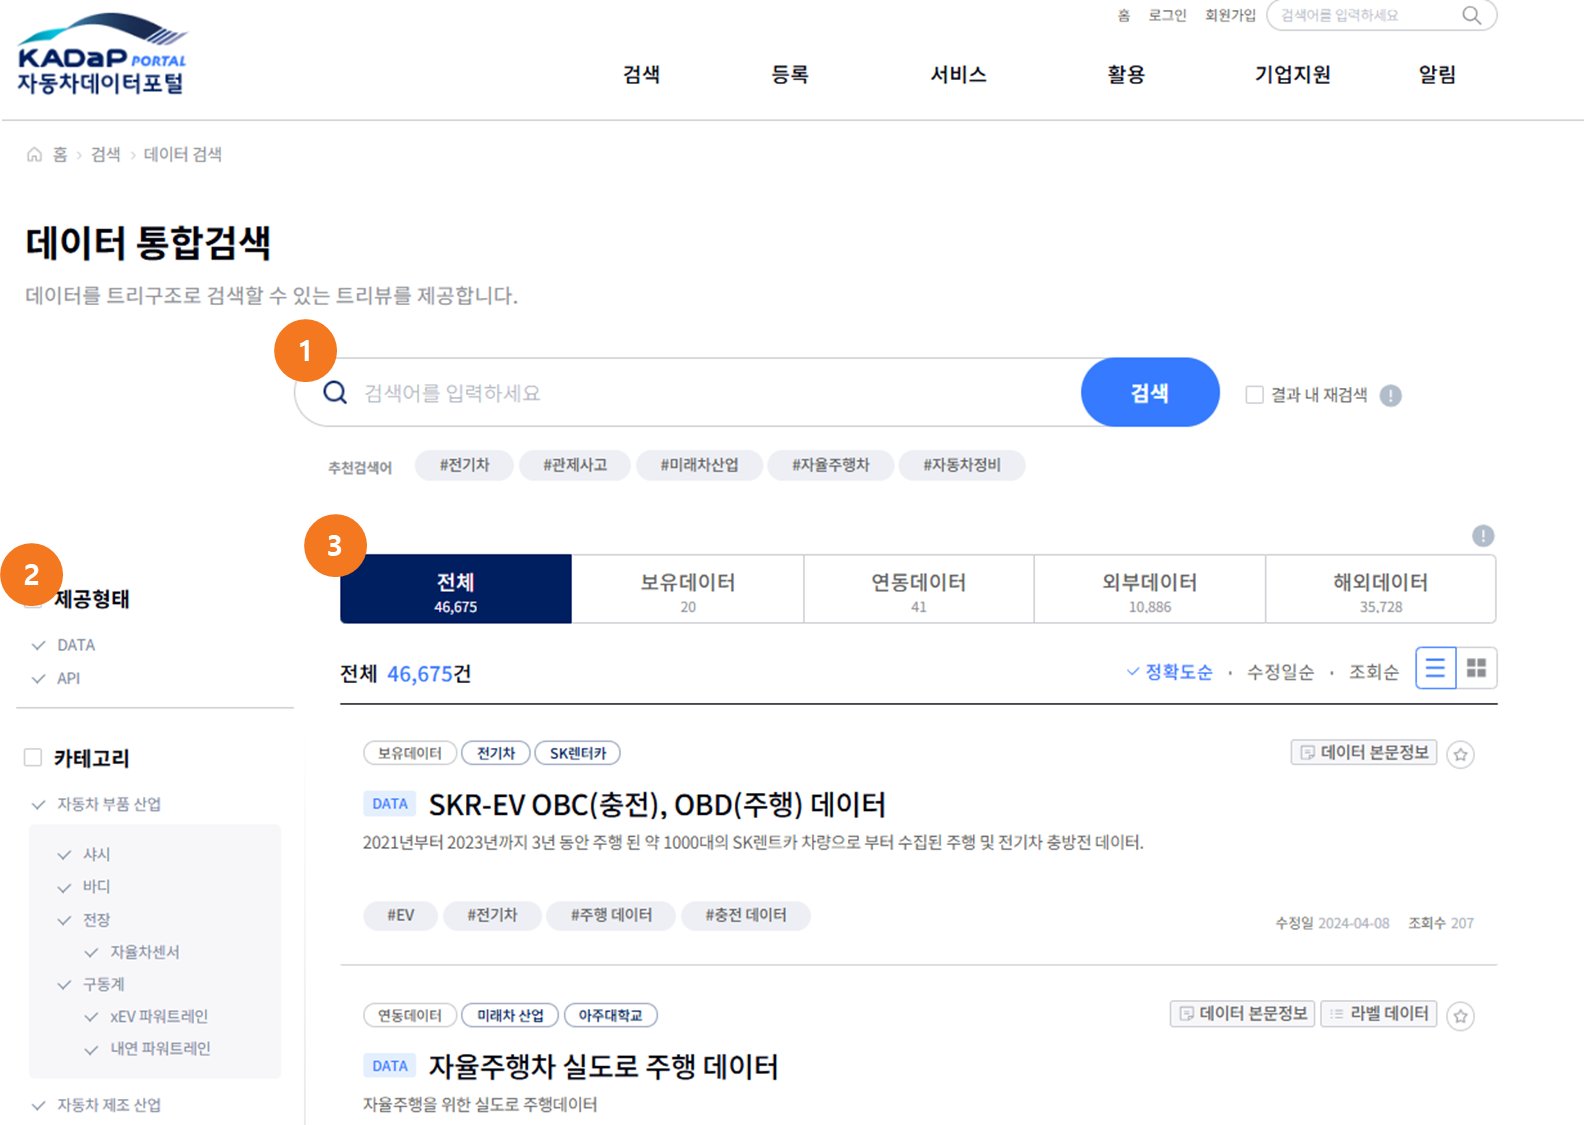 홈 로그인 회원가입 검색어를 입력하세요
KADaP PORTAL
자동차데이터포털
검색 등록 서비스 활용 기업지원 알림
홈 › 검색 › 데이터 검색
데이터 통합검색
데이터를 트리구조로 검색할 수 있는 트리뷰를 제공합니다.
1
검색어를 입력하세요 검색 결과 내 재검색 !
추천검색어 #전기차 #관제사고 #미래차산업 #자율주행차 #자동차정비
!
2
제공형태
DATA
API
카테고리
자동차 부품 산업
샤시
바디
전장
자율차센서
구동계
xEV 파워트레인
내연 파워트레인
자동차 제조 산업
3
전체 보유데이터 연동데이터 외부데이터 해외데이터
46,675 20 41 10,886 35,728
전체 46,675건 정확도순 · 수정일순 · 조회순
보유데이터 전기차 SK렌터카 데이터 본문정보
DATA SKR-EV OBC(충전), OBD(주행) 데이터
2021년부터 2023년까지 3년 동안 주행 된 약 1000대의 SK렌트카 차량으로 부터 수집된 주행 및 전기차 충방전 데이터.
#EV #전기차 #주행 데이터 #충전 데이터
수정일 2024-04-08 조회수 207
연동데이터 미래차 산업 아주대학교 데이터 본문정보 라벨 데이터
DATA 자율주행차 실도로 주행 데이터
자율주행을 위한 실도로 주행데이터